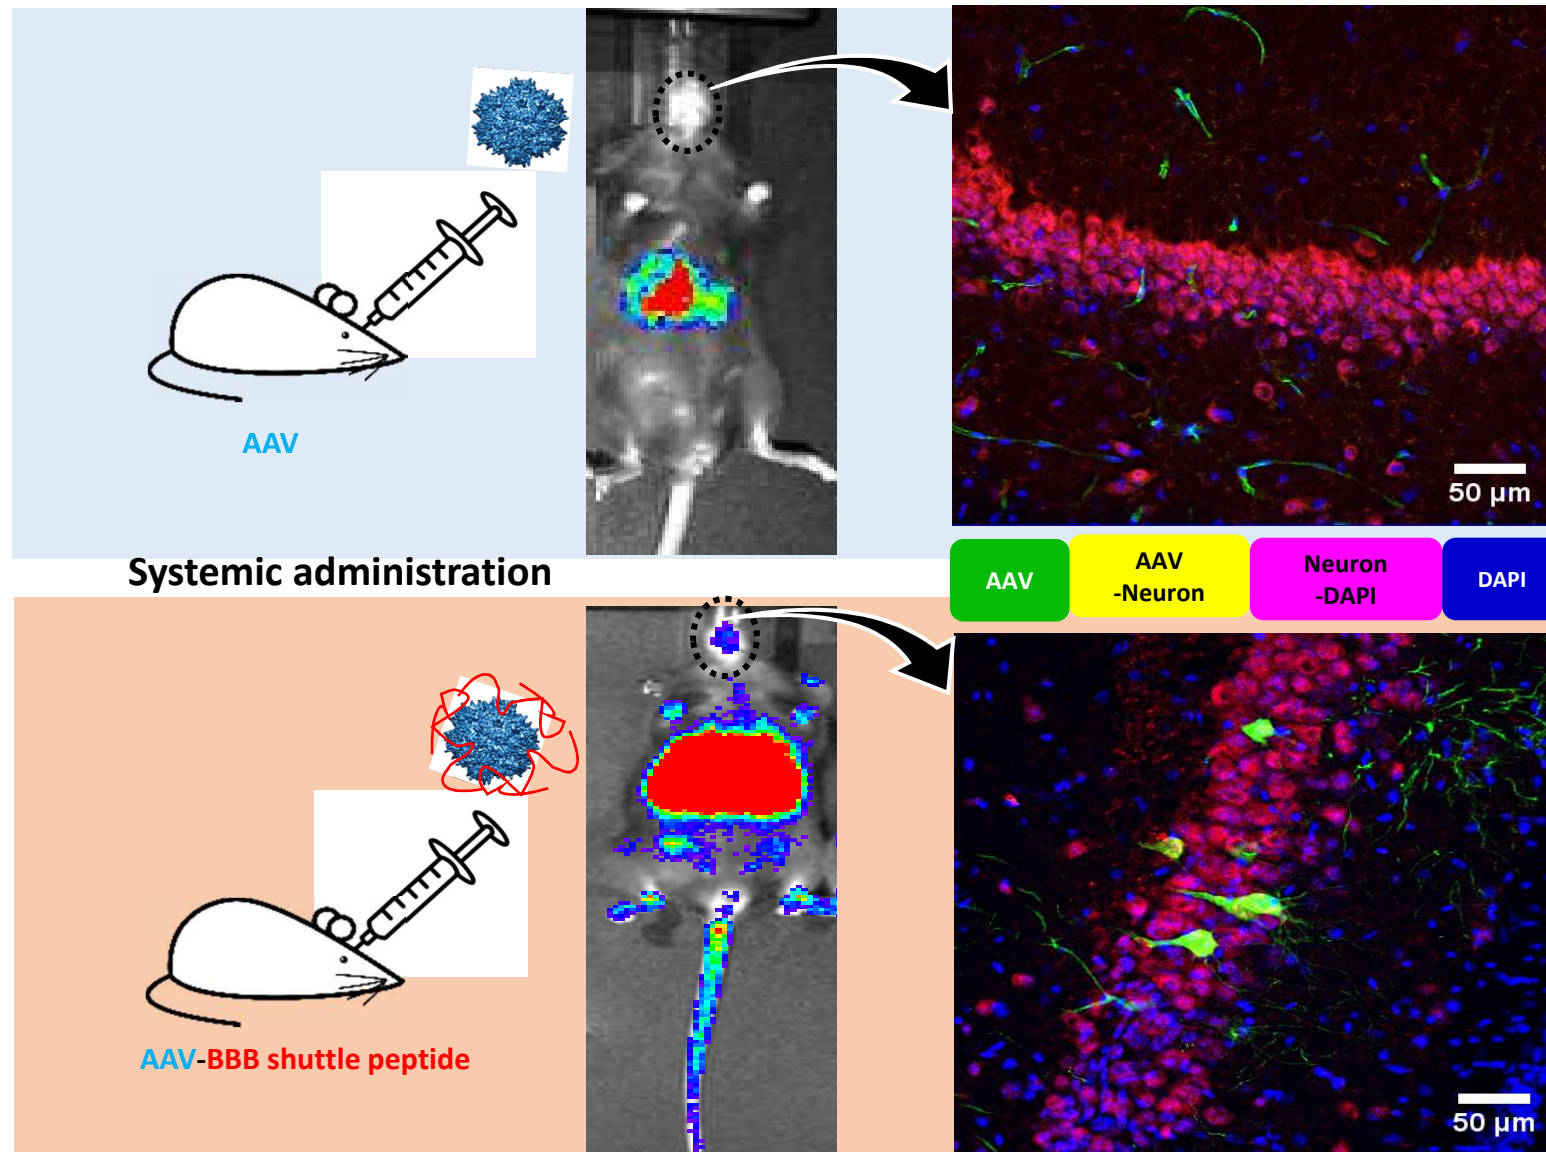 AAV
50 µm
Systemic administration
AAV
AAV
-Neuron
Neuron
-DAPI
DAPI
AAV-BBB shuttle peptide
50 µm